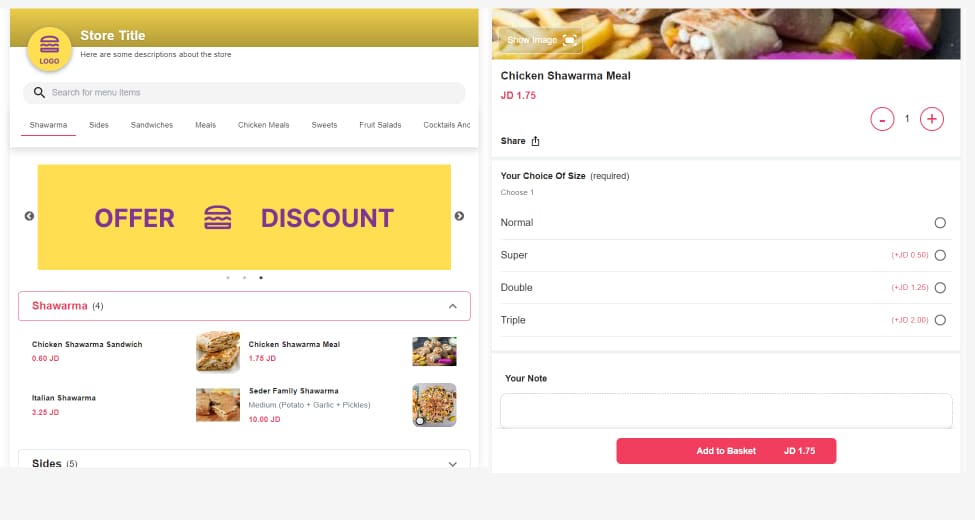 Store Title
Here are some descriptions about the store
LOGO
Search for menu items
Shawarma Sides Sandwiches Meals Chicken Meals Sweets Fruit Salads Cocktails And
OFFER DISCOUNT
Shawarma (4)
Chicken Shawarma Sandwich
0.60 JD
Chicken Shawarma Meal
1.75 JD
Italian Shawarma
3.25 JD
Seder Family Shawarma
Medium (Potato + Garlic + Pickles)
10.00 JD
Sides (5)
Show Image
Chicken Shawarma Meal
JD 1.75
- 1 +
Share
Your Choice Of Size (required)
Choose 1
Normal
Super (+JD 0.50)
Double (+JD 1.25)
Triple (+JD 2.00)
Your Note
Add to Basket JD 1.75